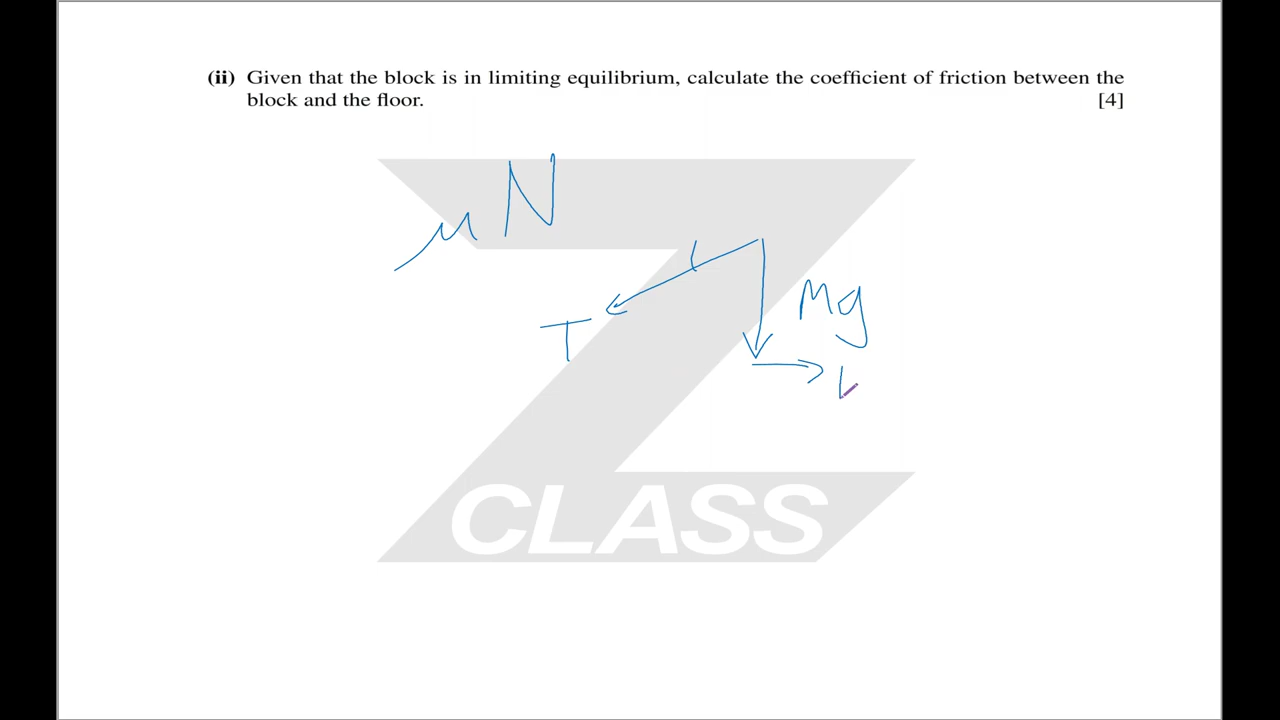 (ii) Given that the block is in limiting equilibrium, calculate the coefficient of friction between the
block and the floor. [4]
μN
Mg
T
CLASS